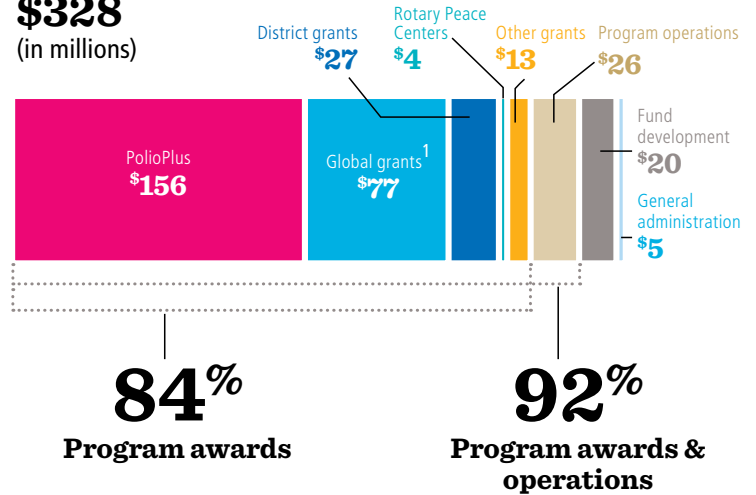 $328
(in millions)
District grants
$27
Rotary Peace
Centers
$4
Other grants
$13
Program operations
$26
PolioPlus
$156
Global grants1
$77
Fund
development
$20
General
administration
$5
84%
Program awards
92%
Program awards &
operations